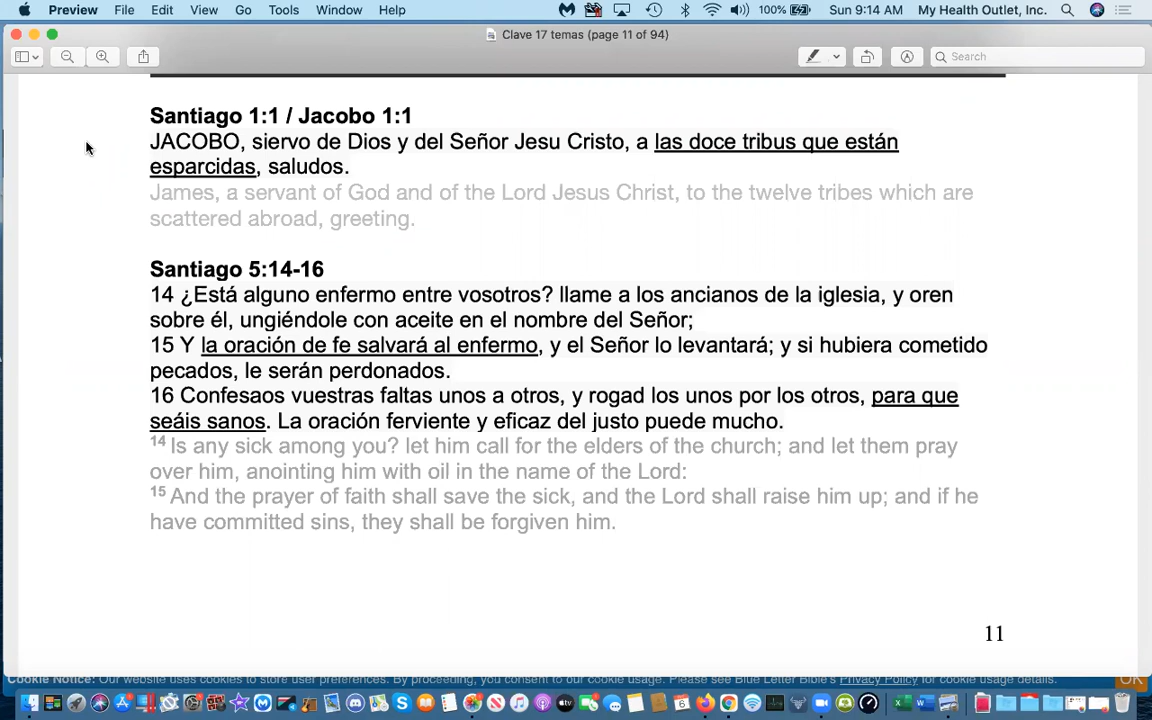 Preview File Edit View Go Tools Window Help 100% Sun 9:14 AM My Health Outlet, Inc.
Clave 17 temas (page 11 of 94)
Search
Santiago 1:1 / Jacobo 1:1
JACOBO, siervo de Dios y del Señor Jesu Cristo, a las doce tribus que están
esparcidas, saludos.
James, a servant of God and of the Lord Jesus Christ, to the twelve tribes which are
scattered abroad, greeting.
Santiago 5:14-16
14 ¿Está alguno enfermo entre vosotros? llame a los ancianos de la iglesia, y oren
sobre él, ungiéndole con aceite en el nombre del Señor;
15 Y la oración de fe salvará al enfermo, y el Señor lo levantará; y si hubiera cometido
pecados, le serán perdonados.
16 Confesaos vuestras faltas unos a otros, y rogad los unos por los otros, para que
seáis sanos. La oración ferviente y eficaz del justo puede mucho.
14 Is any sick among you? let him call for the elders of the church; and let them pray
over him, anointing him with oil in the name of the Lord:
15 And the prayer of faith shall save the sick, and the Lord shall raise him up; and if he
have committed sins, they shall be forgiven him.
11
Cookie Notice: Our website uses cookies to store user preferences. By proceeding, you consent to our cookie usage. Please see Blue Letter Bible's Privacy Policy for cookie usage details. OK